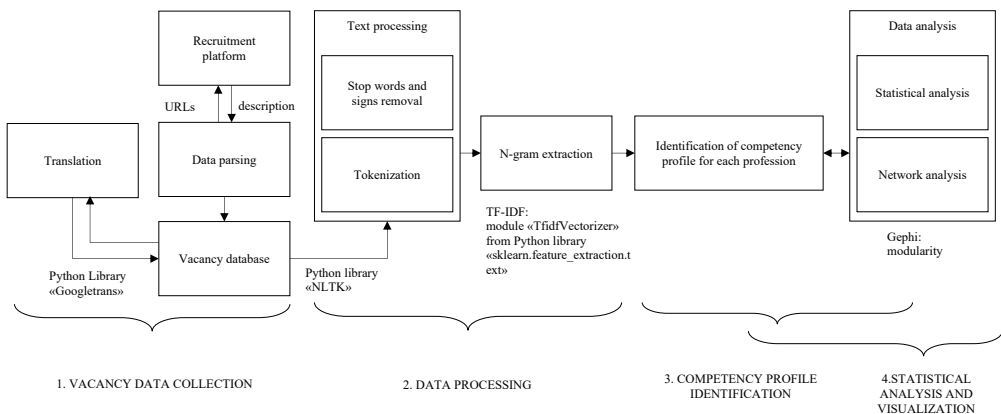 Recruitment
platform
URLs
description
Translation
Data parsing
Vacancy database
Python Library
«Googletrans»
Text processing
Stop words and
signs removal
Tokenization
Python library
«NLTK»
N-gram extraction
TF-IDF:
module «TfidfVectorizer»
from Python library
«sklearn.feature_extraction.t
ext»
Identification of competency
profile for each profession
Data analysis
Statistical analysis
Network analysis
Gephi:
modularity
1. VACANCY DATA COLLECTION
2. DATA PROCESSING
3. COMPETENCY PROFILE
IDENTIFICATION
4.STATISTICAL
ANALYSIS AND
VISUALIZATION